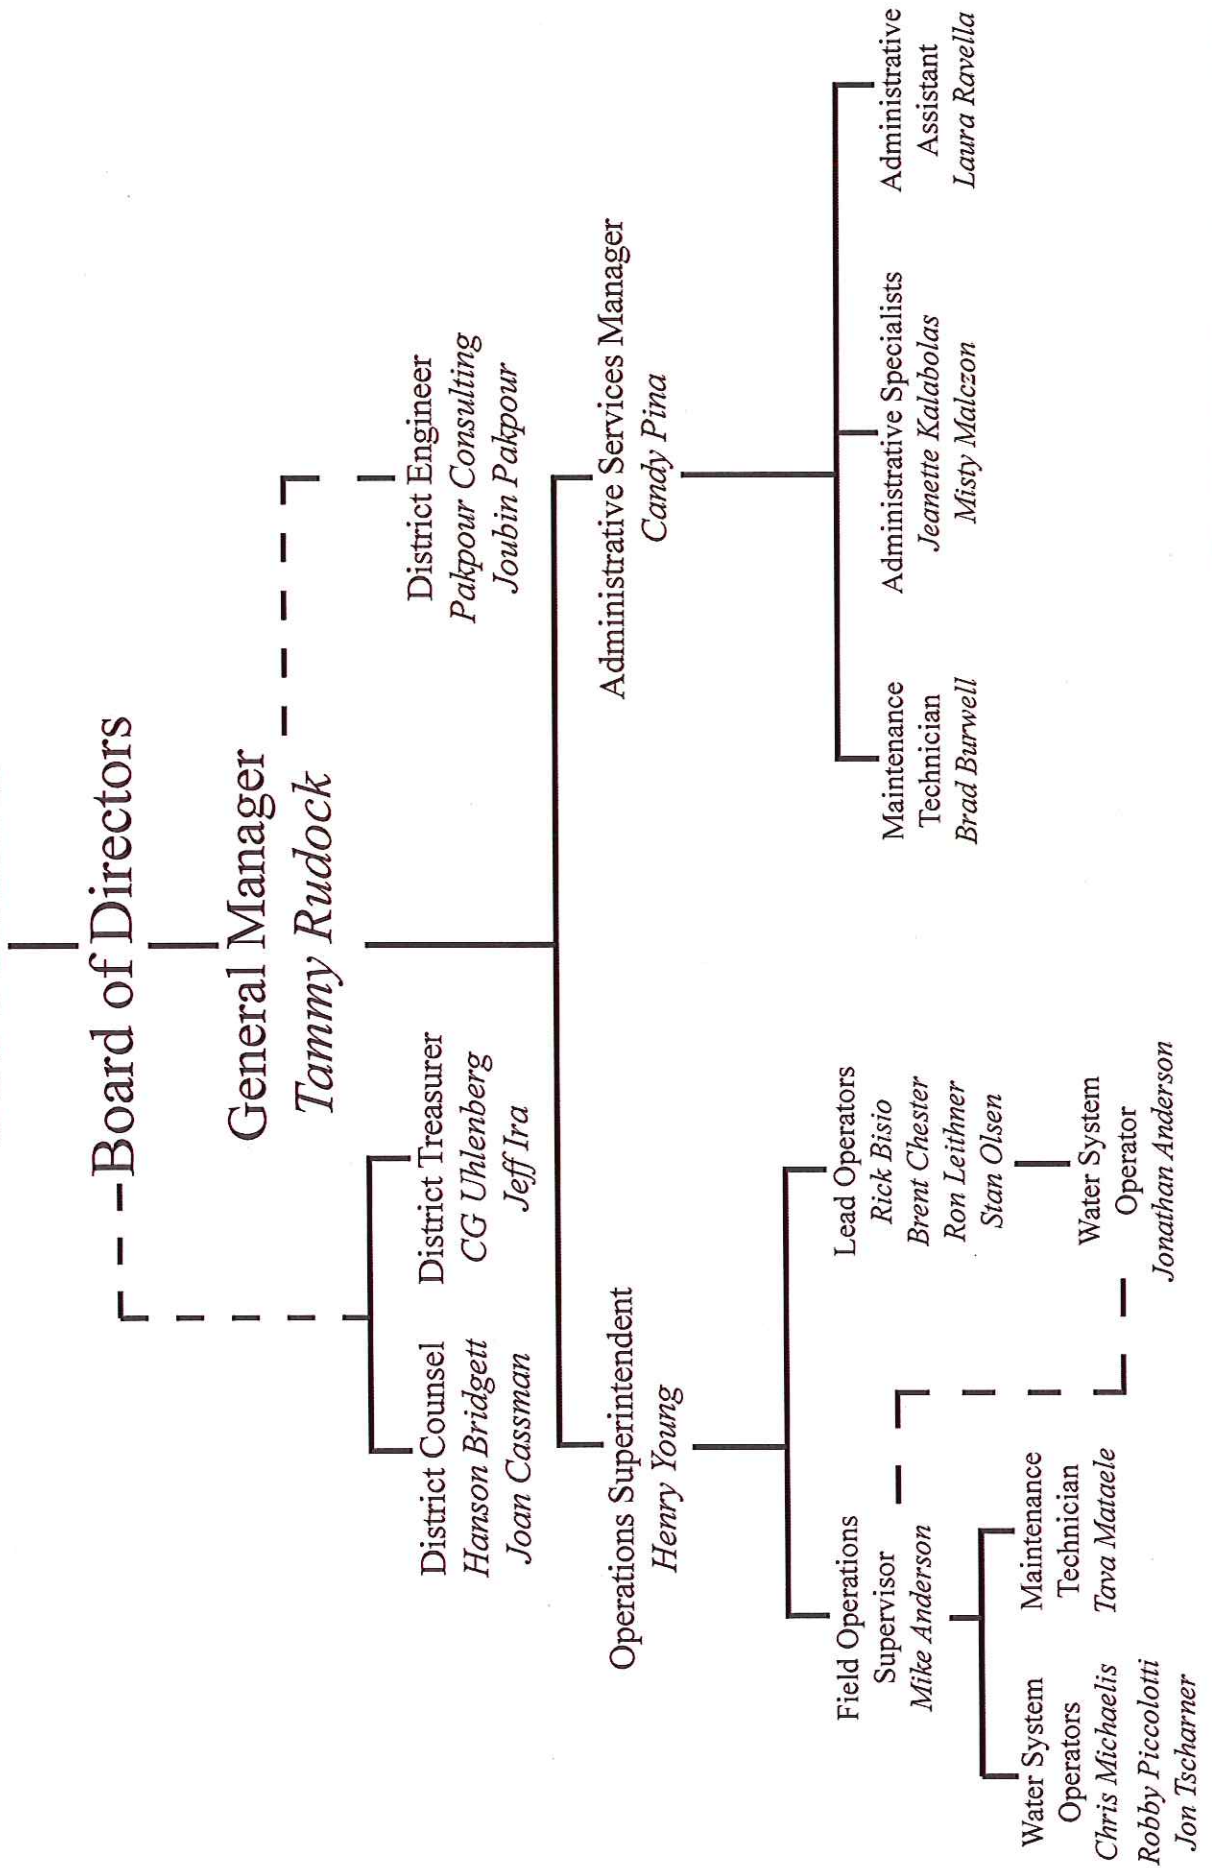 Board of Directors
General Manager
Tammy Rudock
District Counsel
Hanson Bridgett
Joan Cassman
District Treasurer
CG Uhlenberg
Jeff Ira
District Engineer
Pakpour Consulting
Joubin Pakpour
Operations Superintendent
Henry Young
Administrative Services Manager
Candy Pina
Field Operations
Supervisor
Mike Anderson
Lead Operators
Rick Bisio
Brent Chester
Ron Leithner
Stan Olsen
Maintenance
Technician
Brad Burwell
Administrative Specialists
Jeanette Kalabolas
Misty Malczon
Administrative
Assistant
Laura Ravella
Water System
Operators
Chris Michaelis
Robby Piccolotti
Jon Tscharner
Maintenance
Technician
Tava Mataele
Water System
Operator
Jonathan Anderson